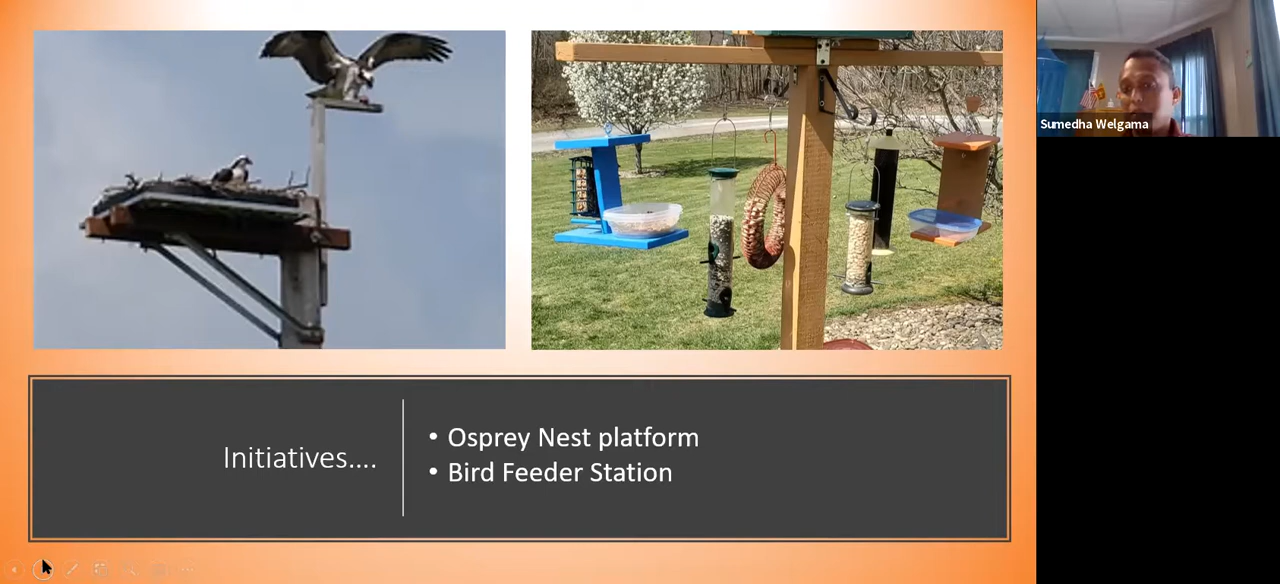 Sumedha Welgama
Initiatives....
• Osprey Nest platform
• Bird Feeder Station